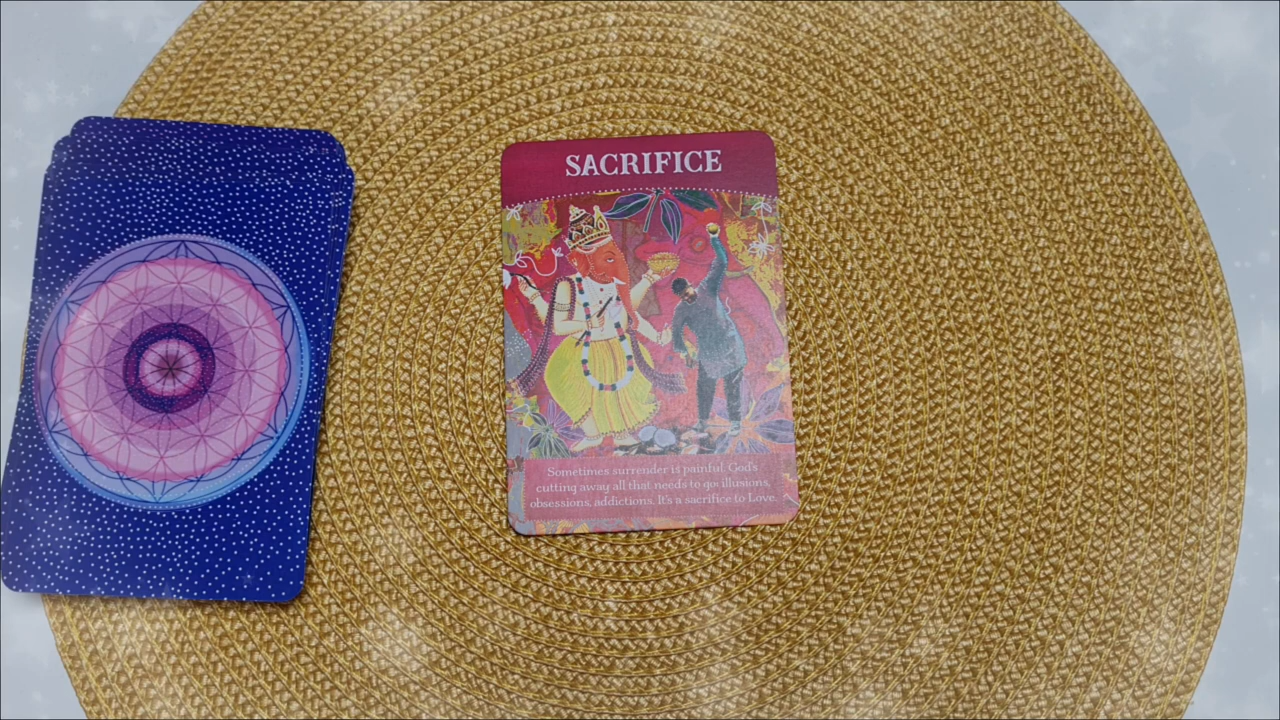 SACRIFICE
Sometimes surrender is painful. God's
cutting away all that needs to go: illusions,
obsessions, addictions. It's a sacrifice to Love.